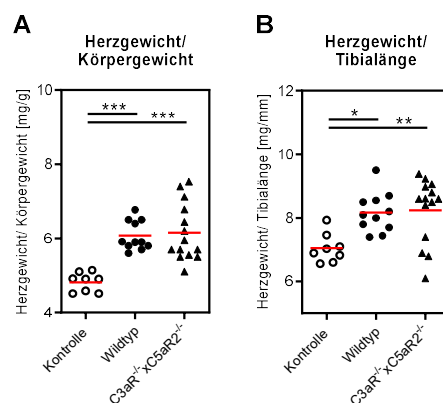 A
Herzgewicht/
Körpergewicht
***
***
Herzgewicht/ Körpergewicht [mg/g]
10
8
6
4
Kontrolle
Wildtyp
C3aR-/-xC5aR2-/-
B
Herzgewicht/
Tibialänge
*
**
Herzgewicht/ Tibialänge [mg/mm]
12
10
8
6
Kontrolle
Wildtyp
C3aR-/-xC5aR2-/-